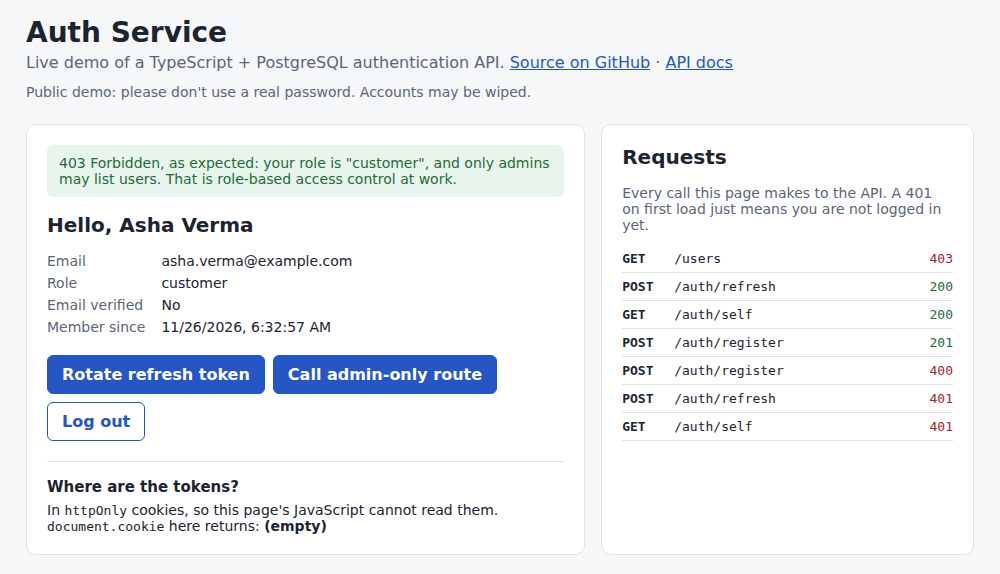 Auth Service
Live demo of a TypeScript + PostgreSQL authentication API. Source on GitHub · API docs
Public demo: please don't use a real password. Accounts may be wiped.
403 Forbidden, as expected: your role is "customer", and only admins
may list users. That is role-based access control at work.
Hello, Asha Verma
Email asha.verma@example.com
Role customer
Email verified No
Member since 11/26/2026, 6:32:57 AM
Rotate refresh token Call admin-only route
Log out
Where are the tokens?
In httpOnly cookies, so this page's JavaScript cannot read them.
document.cookie here returns: (empty)
Requests
Every call this page makes to the API. A 401
on first load just means you are not logged in
yet.
GET /users 403
POST /auth/refresh 200
GET /auth/self 200
POST /auth/register 201
POST /auth/register 400
POST /auth/refresh 401
GET /auth/self 401